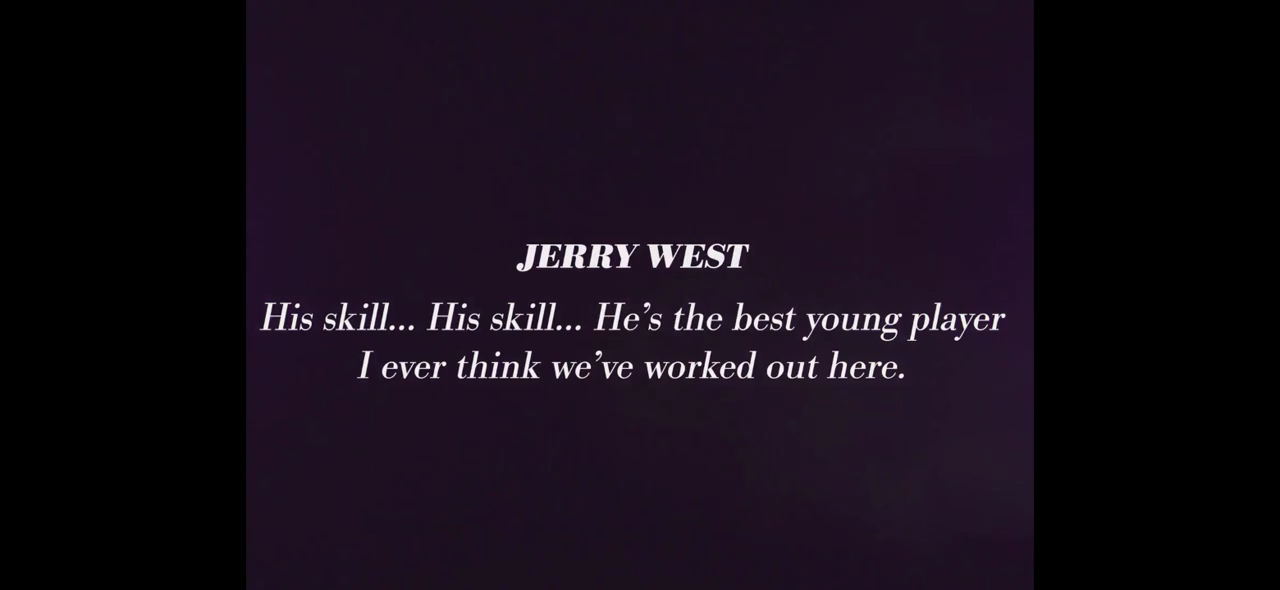 JERRY WEST
His skill... His skill... He’s the best young player
I ever think we’ve worked out here.